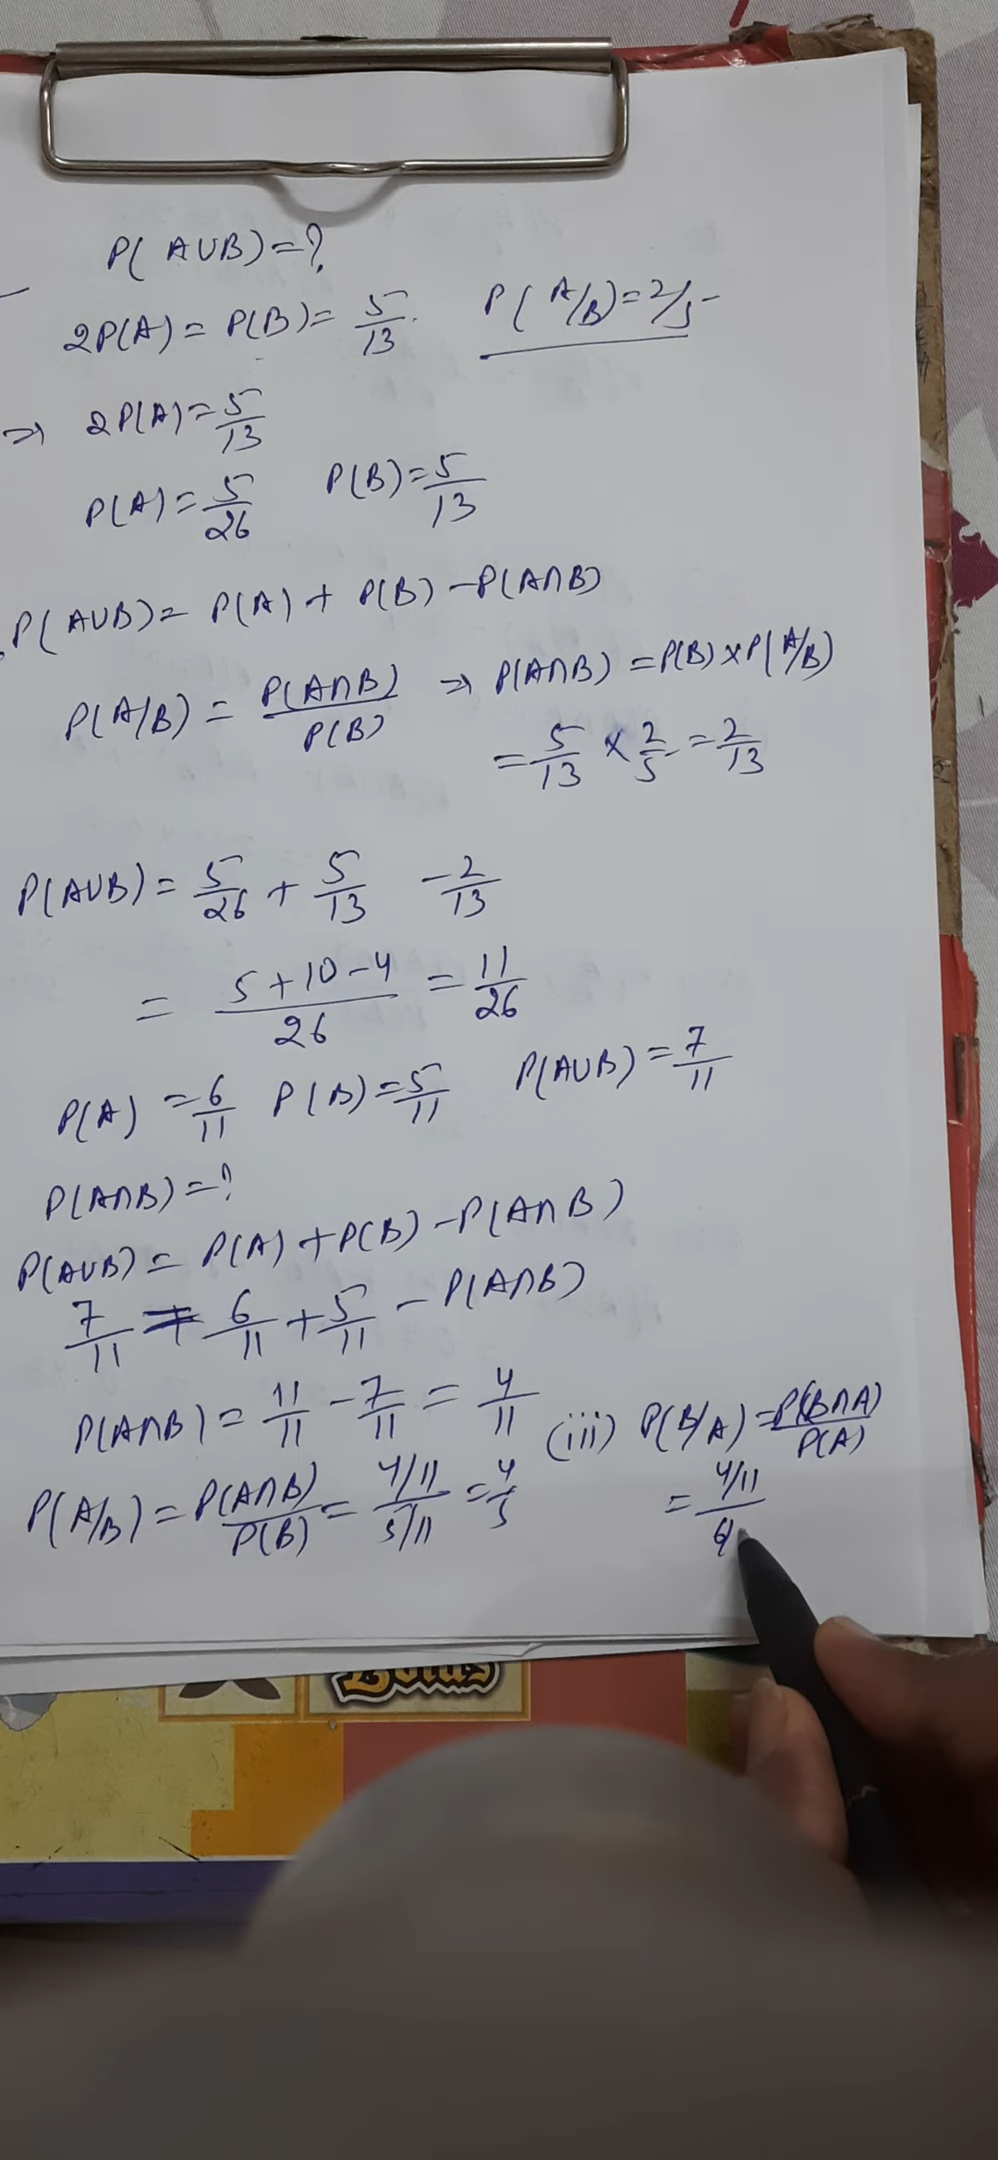 P(A∪B)=?
2P(A)=P(B)=5/13. P(A/B)=2/5
⇒ 2P(A)=5/13
P(A)=5/26 P(B)=5/13
P(A∪B)=P(A)+P(B)-P(A∩B)
P(A/B)=P(A∩B)/P(B) ⇒ P(A∩B)=P(B)×P(A/B)
=5/13×2/5=2/13
P(A∪B)=5/26+5/13 -2/13
=(5+10-4)/26=11/26
P(A)=6/11 P(B)=5/11 P(A∪B)=7/11
P(A∩B)=?
P(A∪B)=P(A)+P(B)-P(A∩B)
7/11=6/11+5/11-P(A∩B)
P(A∩B)=11/11-7/11=4/11
P(A/B)=P(A∩B)/P(B)=(4/11)/(5/11)=4/5
(iii) P(B/A)=P(B∩A)/P(A)
=(4/11)/6/
Lotus